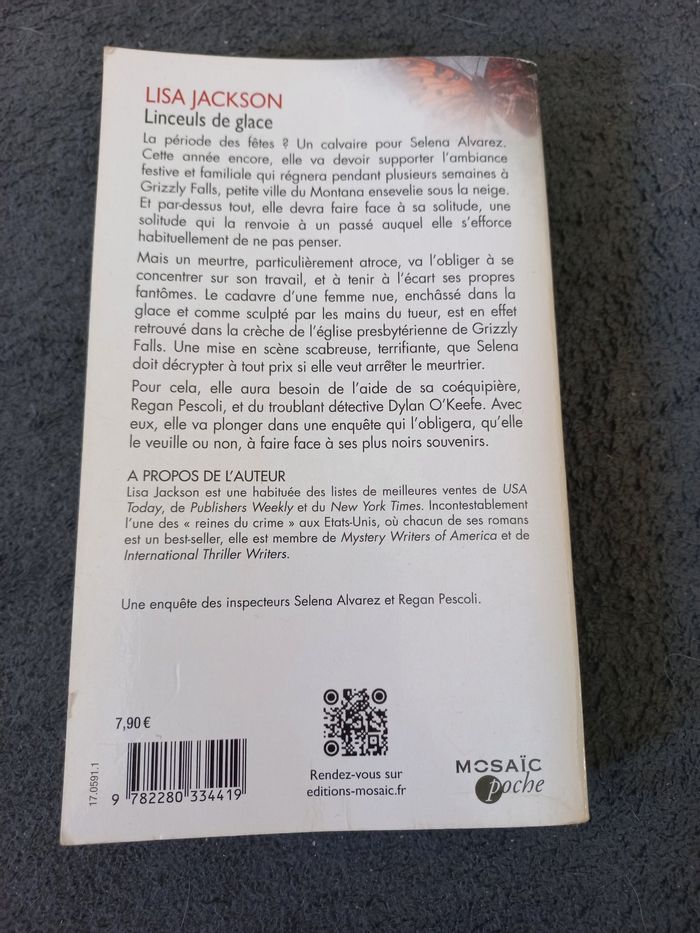 LISA JACKSON
Linceuls de glace
La période des fêtes ? Un calvaire pour Selena Alvarez.
Cette année encore, elle va devoir supporter l'ambiance
festive et familiale qui régnera pendant plusieurs semaines à
Grizzly Falls, petite ville du Montana ensevelie sous la neige.
Et par-dessus tout, elle devra faire face à sa solitude, une
solitude qui la renvoie à un passé auquel elle s'efforce
habituellement de ne pas penser.
Mais un meurtre, particulièrement atroce, va l'obliger à se
concentrer sur son travail, et à tenir à l'écart ses propres
fantômes. Le cadavre d'une femme nue, enchâssé dans la
glace et comme sculpté par les mains du tueur, est en effet
retrouvé dans la crèche de l'église presbytérienne de Grizzly
Falls. Une mise en scène scabreuse, terrifiante, que Selena
doit décrypter à tout prix si elle veut arrêter le meurtrier.
Pour cela, elle aura besoin de l'aide de sa coéquipière,
Regan Pescoli, et du troublant détective Dylan O'Keefe. Avec
eux, elle va plonger dans une enquête qui l'obligera, qu'elle
le veuille ou non, à faire face à ses plus noirs souvenirs.
A PROPOS DE L'AUTEUR
Lisa Jackson est une habituée des listes de meilleures ventes de USA
Today, de Publishers Weekly et du New York Times. Incontestablement
l'une des « reines du crime » aux Etats-Unis, où chacun de ses romans
est un best-seller, elle est membre de Mystery Writers of America et de
International Thriller Writers.
Une enquête des inspecteurs Selena Alvarez et Regan Pescoli.
7,90 €
17.0591.1
9 782280 334419
Rendez-vous sur
editions-mosaic.fr
MOSAÏC
poche